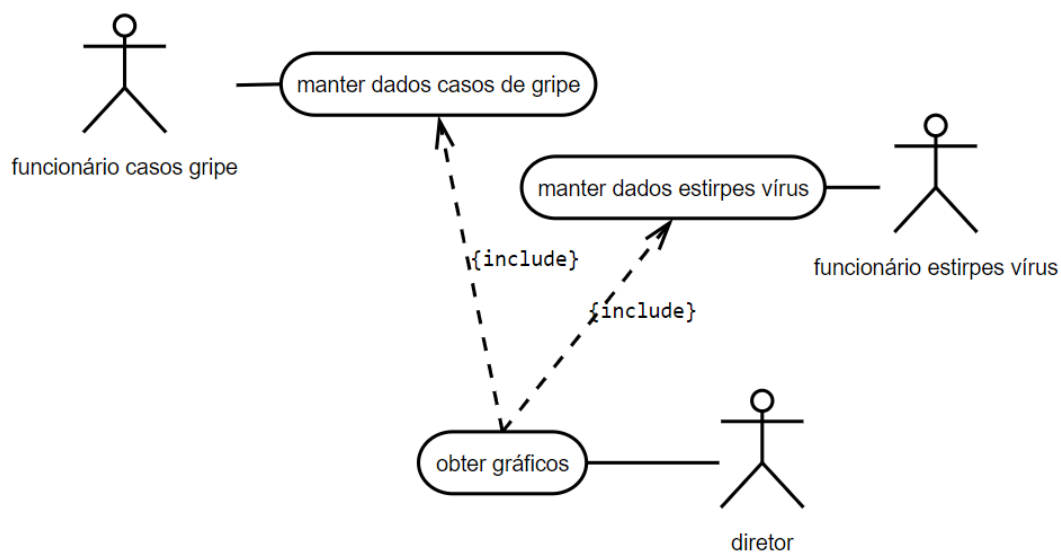 manter dados casos de gripe
funcionário casos gripe
manter dados estirpes vírus
{include}
funcionário estirpes vírus
{include}
obter gráficos
diretor